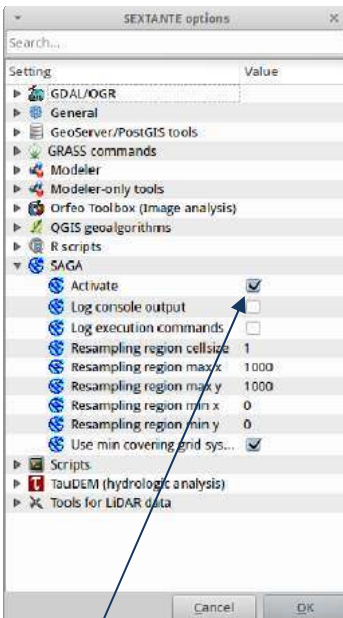 SEXTANTE options
Search...
Setting Value
GDAL/OGR
General
GeoServer/PostGIS tools
GRASS commands
Modeler
Modeler-only tools
Orfeo Toolbox (Image analysis)
QGIS geoalgorithms
R scripts
SAGA
Activate
Log console output
Log execution commands
Resampling region cellsize 1
Resampling region max x 1000
Resampling region max y 1000
Resampling region min x 0
Resampling region min y 0
Use min covering grid sys...
Scripts
TauDEM (hydrologic analysis)
Tools for LiDAR data
Cancel OK